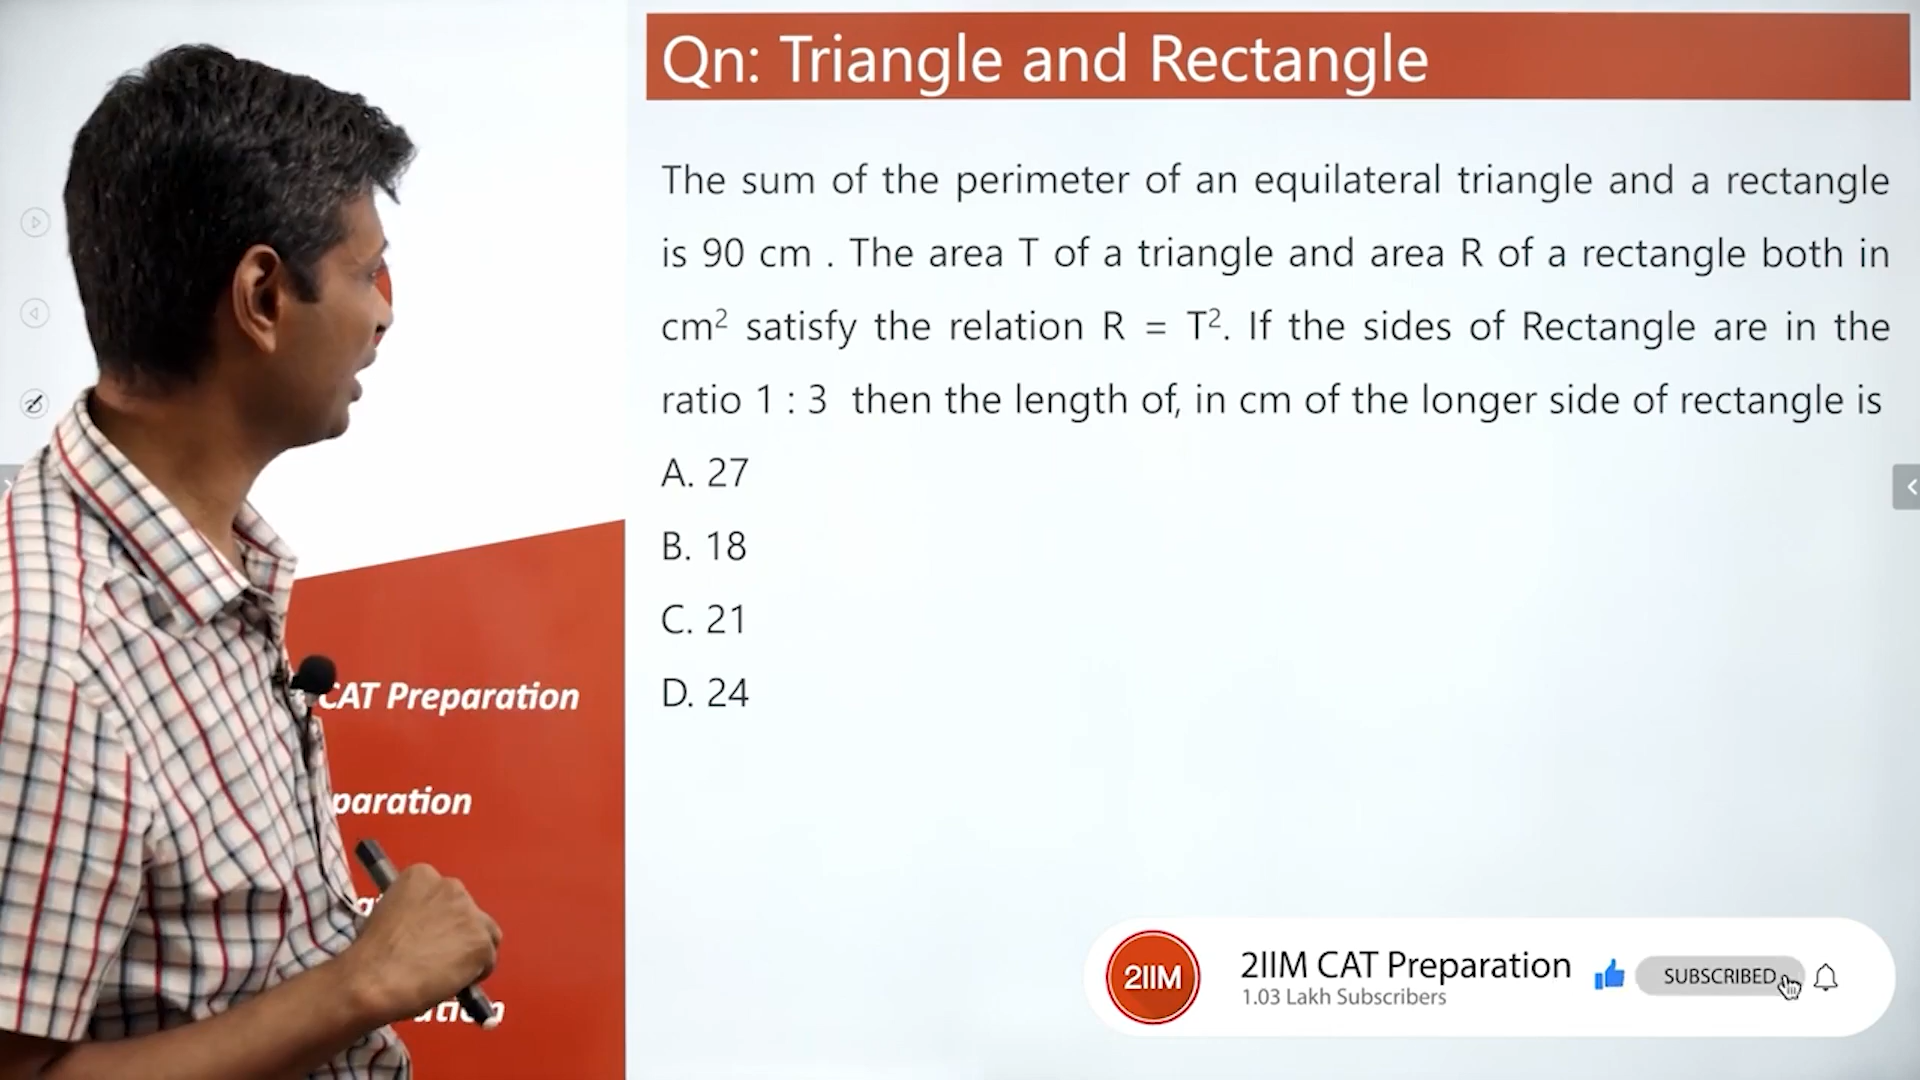 Qn: Triangle and Rectangle
The sum of the perimeter of an equilateral triangle and a rectangle
is 90 cm . The area T of a triangle and area R of a rectangle both in
cm² satisfy the relation R = T². If the sides of Rectangle are in the
ratio 1 : 3 then the length of, in cm of the longer side of rectangle is
A. 27
B. 18
C. 21
D. 24
CAT Preparation
paration
2IIM
2IIM CAT Preparation
1.03 Lakh Subscribers
SUBSCRIBED